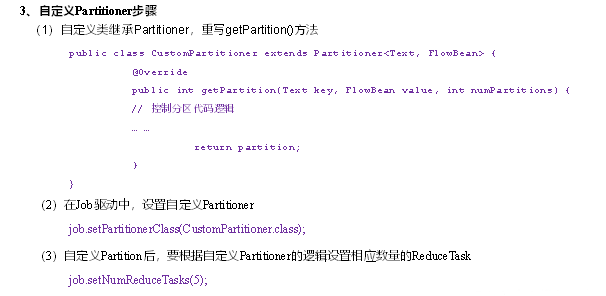 3、自定义Partitioner步骤
（1）自定义类继承Partitioner，重写getPartition()方法
public class CustomPartitioner extends Partitioner<Text, FlowBean> {
@Override
public int getPartition(Text key, FlowBean value, int numPartitions) {
// 控制分区代码逻辑
… …
return partition;
}
}
（2）在Job驱动中，设置自定义Partitioner
job.setPartitionerClass(CustomPartitioner.class);
（3）自定义Partition后，要根据自定义Partitioner的逻辑设置相应数量的ReduceTask
job.setNumReduceTasks(5);